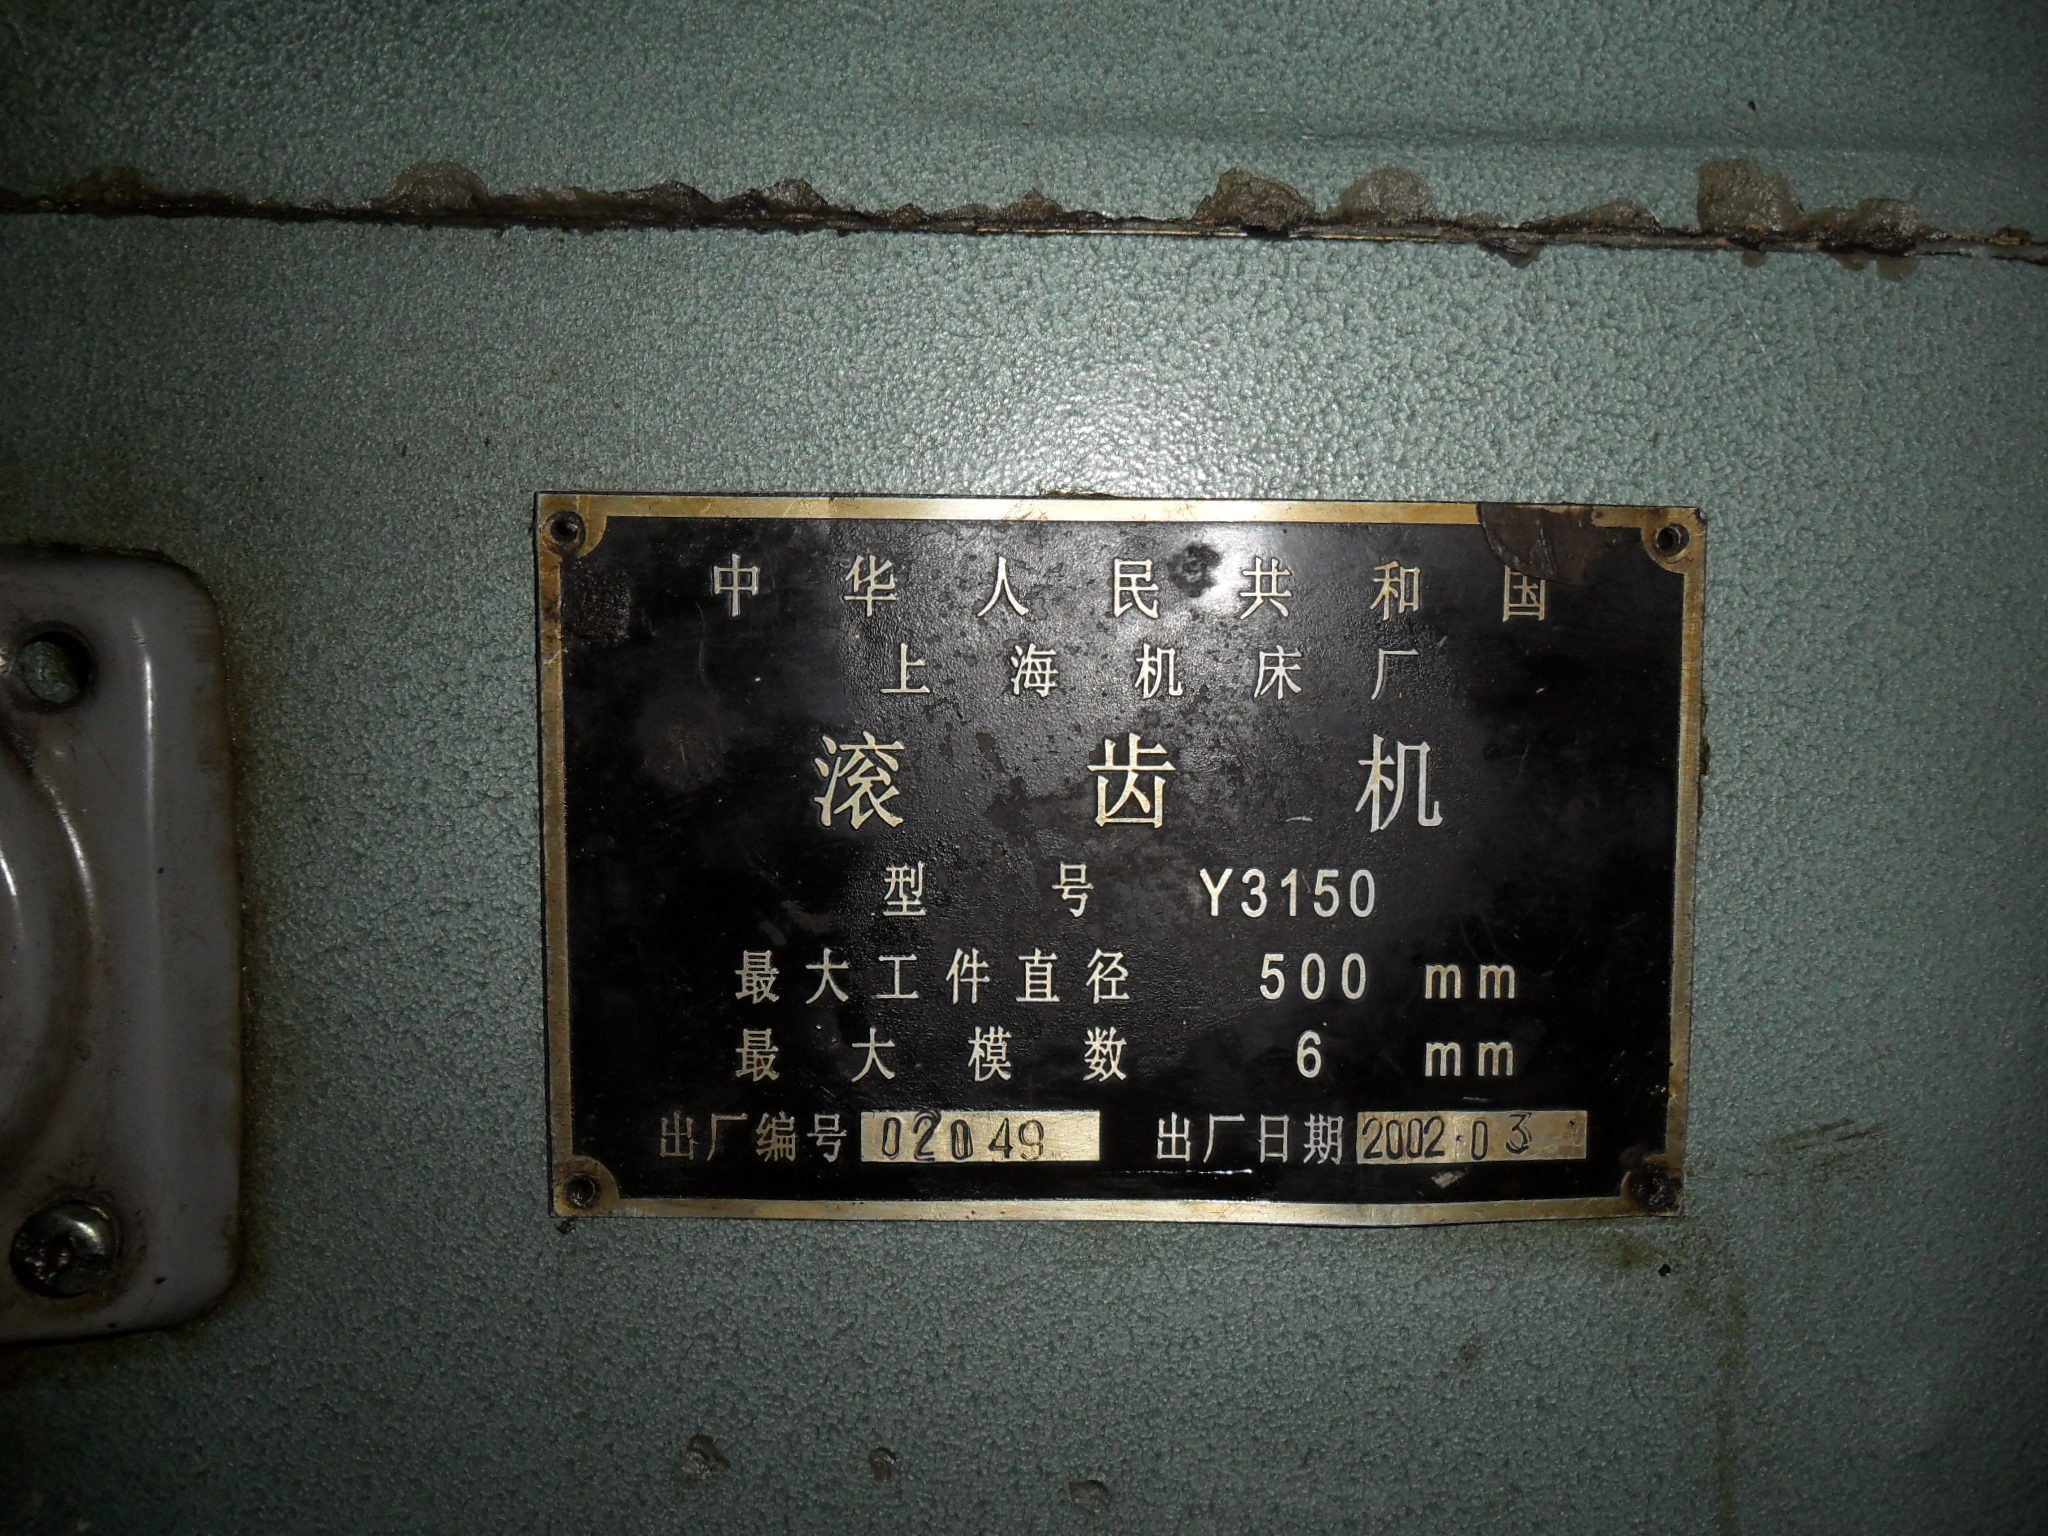 中华人民共和国
上海机床厂
滚齿机
型号 Y3150
最大工件直径 500 mm
最大模数 6 mm
出厂编号 02049 出厂日期 2002.03